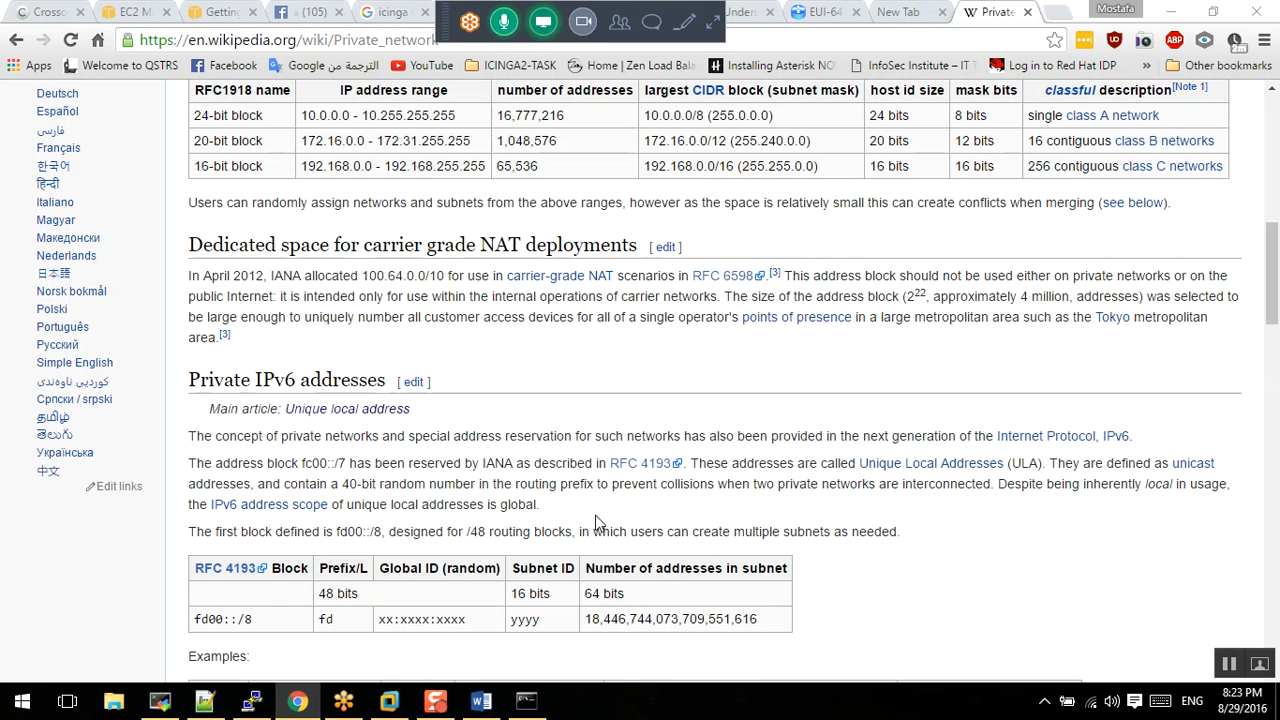 Crosso
EC2 M
Getting
a (105)
icinga
Unders
EUI-64
New Tab
Private
Mostafa
https://en.wikipedia.org/wiki/Private_network
2m
Apps
Welcome to QSTRS
Facebook
الترجمة من Google
YouTube
ICINGA2-TASK
Home | Zen Load Bala
Installing Asterisk NO
InfoSec Institute – IT
Log in to Red Hat IDP
»
Other bookmarks
Deutsch
Español
فارسی
Français
한국어
हिन्दी
Italiano
Magyar
Македонски
Nederlands
日本語
Norsk bokmål
Polski
Português
Русский
Simple English
کوردیی ناوەندی
Српски / srpski
தமிழ்
తెలుగు
Українська
中文
Edit links
RFC1918 name IP address range number of addresses largest CIDR block (subnet mask) host id size mask bits classful description[Note 1]
24-bit block 10.0.0.0 - 10.255.255.255 16,777,216 10.0.0.0/8 (255.0.0.0) 24 bits 8 bits single class A network
20-bit block 172.16.0.0 - 172.31.255.255 1,048,576 172.16.0.0/12 (255.240.0.0) 20 bits 12 bits 16 contiguous class B networks
16-bit block 192.168.0.0 - 192.168.255.255 65,536 192.168.0.0/16 (255.255.0.0) 16 bits 16 bits 256 contiguous class C networks
Users can randomly assign networks and subnets from the above ranges, however as the space is relatively small this can create conflicts when merging (see below).
Dedicated space for carrier grade NAT deployments [ edit ]
In April 2012, IANA allocated 100.64.0.0/10 for use in carrier-grade NAT scenarios in RFC 6598.[3] This address block should not be used either on private networks or on the
public Internet: it is intended only for use within the internal operations of carrier networks. The size of the address block (2²², approximately 4 million, addresses) was selected to
be large enough to uniquely number all customer access devices for all of a single operator's points of presence in a large metropolitan area such as the Tokyo metropolitan
area.[3]
Private IPv6 addresses [ edit ]
Main article: Unique local address
The concept of private networks and special address reservation for such networks has also been provided in the next generation of the Internet Protocol, IPv6.
The address block fc00::/7 has been reserved by IANA as described in RFC 4193. These addresses are called Unique Local Addresses (ULA). They are defined as unicast
addresses, and contain a 40-bit random number in the routing prefix to prevent collisions when two private networks are interconnected. Despite being inherently local in usage,
the IPv6 address scope of unique local addresses is global.
The first block defined is fd00::/8, designed for /48 routing blocks, in which users can create multiple subnets as needed.
RFC 4193 Block Prefix/L Global ID (random) Subnet ID Number of addresses in subnet
48 bits 16 bits 64 bits
fd00::/8 fd xx:xxxx:xxxx yyyy 18,446,744,073,709,551,616
Examples:
ENG
8:23 PM
8/29/2016